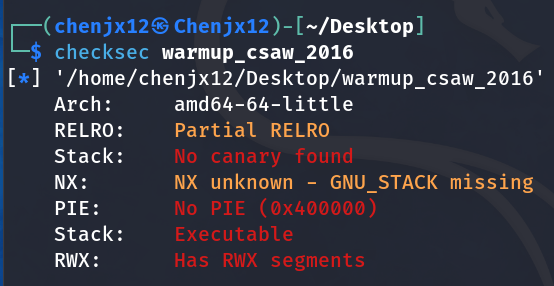 ┌──(chenjx12㉿Chenjx12)-[~/Desktop]
└─$ checksec warmup_csaw_2016
[*] '/home/chenjx12/Desktop/warmup_csaw_2016'
    Arch:     amd64-64-little
    RELRO:    Partial RELRO
    Stack:    No canary found
    NX:       NX unknown - GNU_STACK missing
    PIE:      No PIE (0x400000)
    Stack:    Executable
    RWX:      Has RWX segments